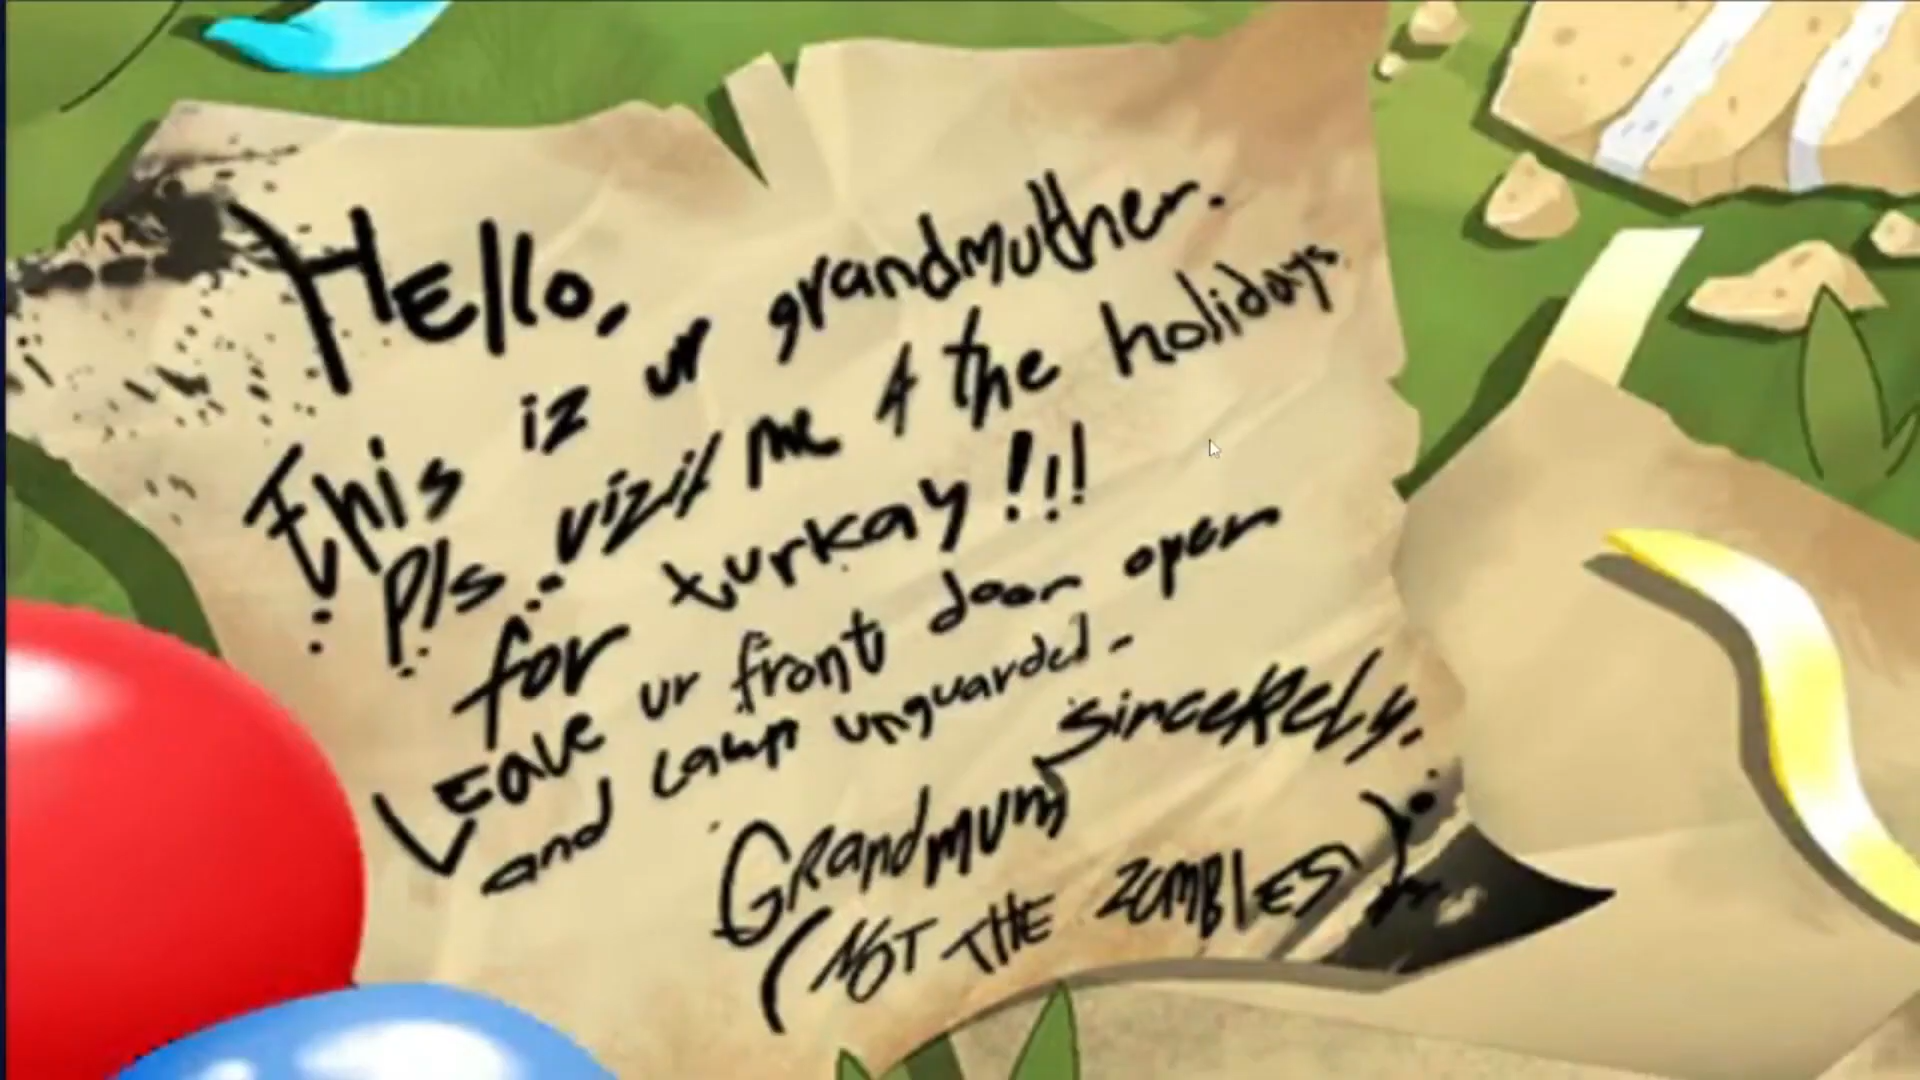 Hello,
this iz ur grandmuther.
Pls vizit me 4 the holidays
for turkay!!!
LEave ur front door open
and lawn unguarded.
SinceRely,
GRandmum
(NOT THE ZOMBIES)